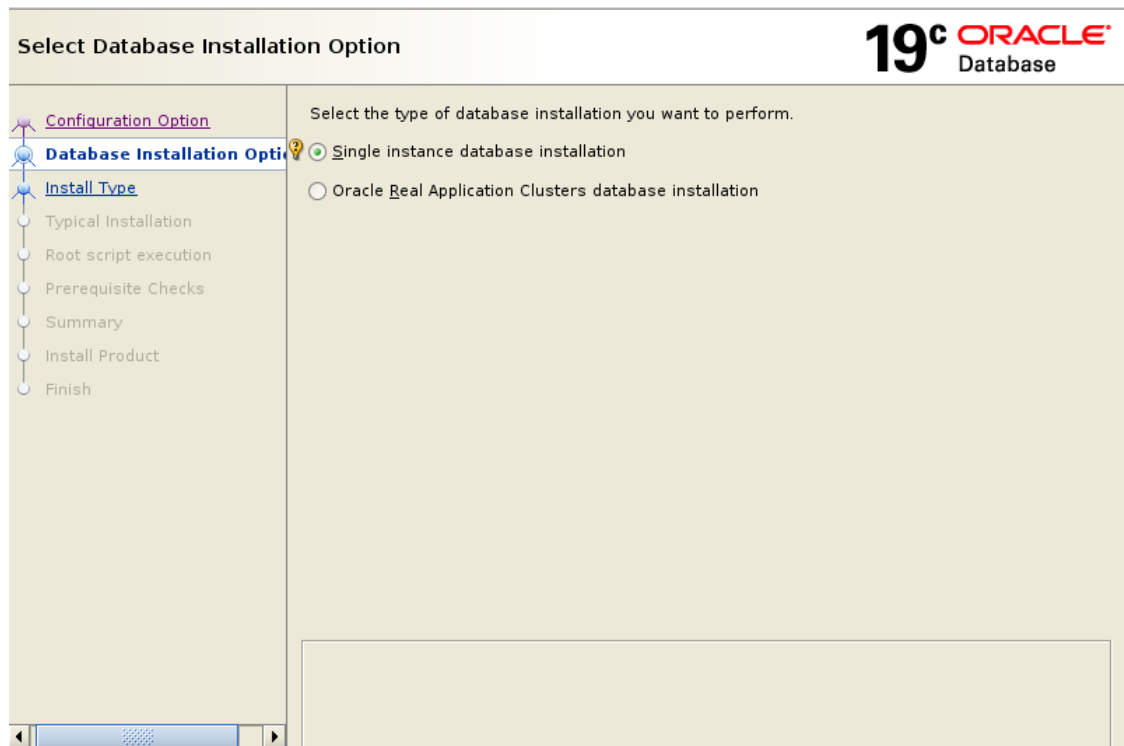 Select Database Installation Option
19c ORACLE
Database
Configuration Option
Database Installation Optio
Install Type
Typical Installation
Root script execution
Prerequisite Checks
Summary
Install Product
Finish
Select the type of database installation you want to perform.
Single instance database installation
Oracle Real Application Clusters database installation